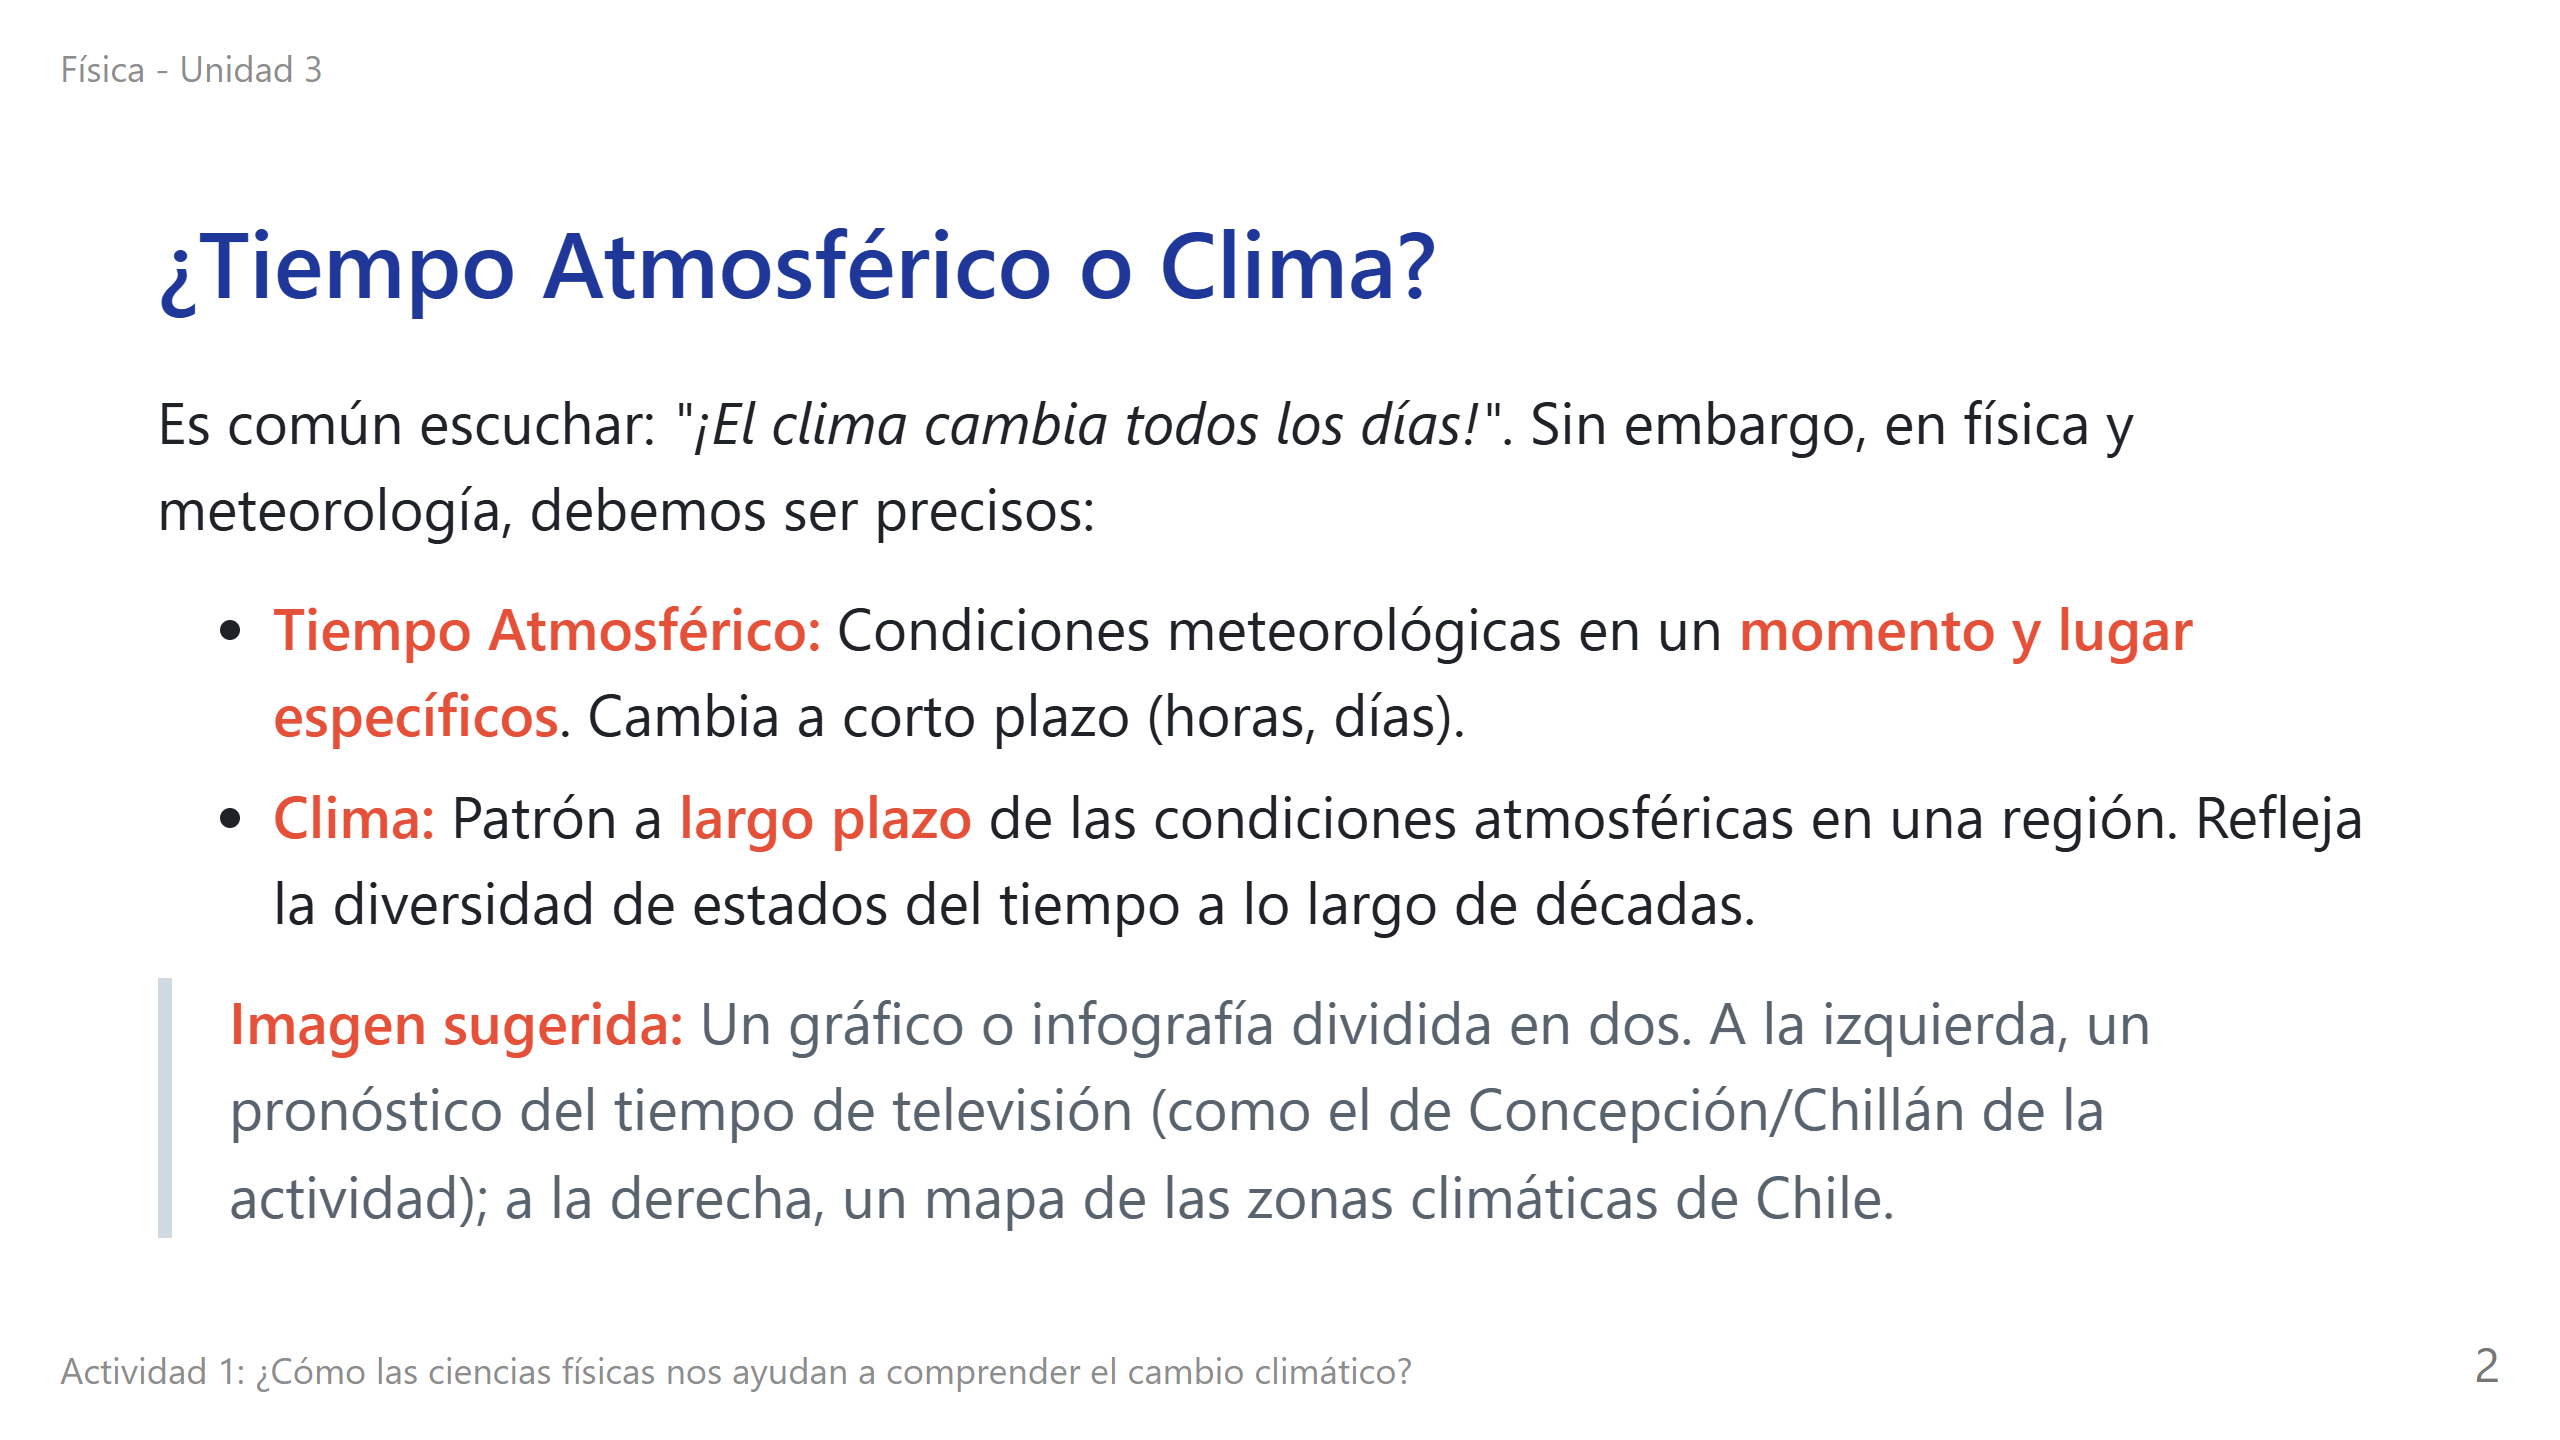 Física - Unidad 3
¿Tiempo Atmosférico o Clima?
Es común escuchar: "¡El clima cambia todos los días!". Sin embargo, en física y
meteorología, debemos ser precisos:
• Tiempo Atmosférico: Condiciones meteorológicas en un momento y lugar
específicos. Cambia a corto plazo (horas, días).
• Clima: Patrón a largo plazo de las condiciones atmosféricas en una región. Refleja
la diversidad de estados del tiempo a lo largo de décadas.
Imagen sugerida: Un gráfico o infografía dividida en dos. A la izquierda, un
pronóstico del tiempo de televisión (como el de Concepción/Chillán de la
actividad); a la derecha, un mapa de las zonas climáticas de Chile.
Actividad 1: ¿Cómo las ciencias físicas nos ayudan a comprender el cambio climático?
2